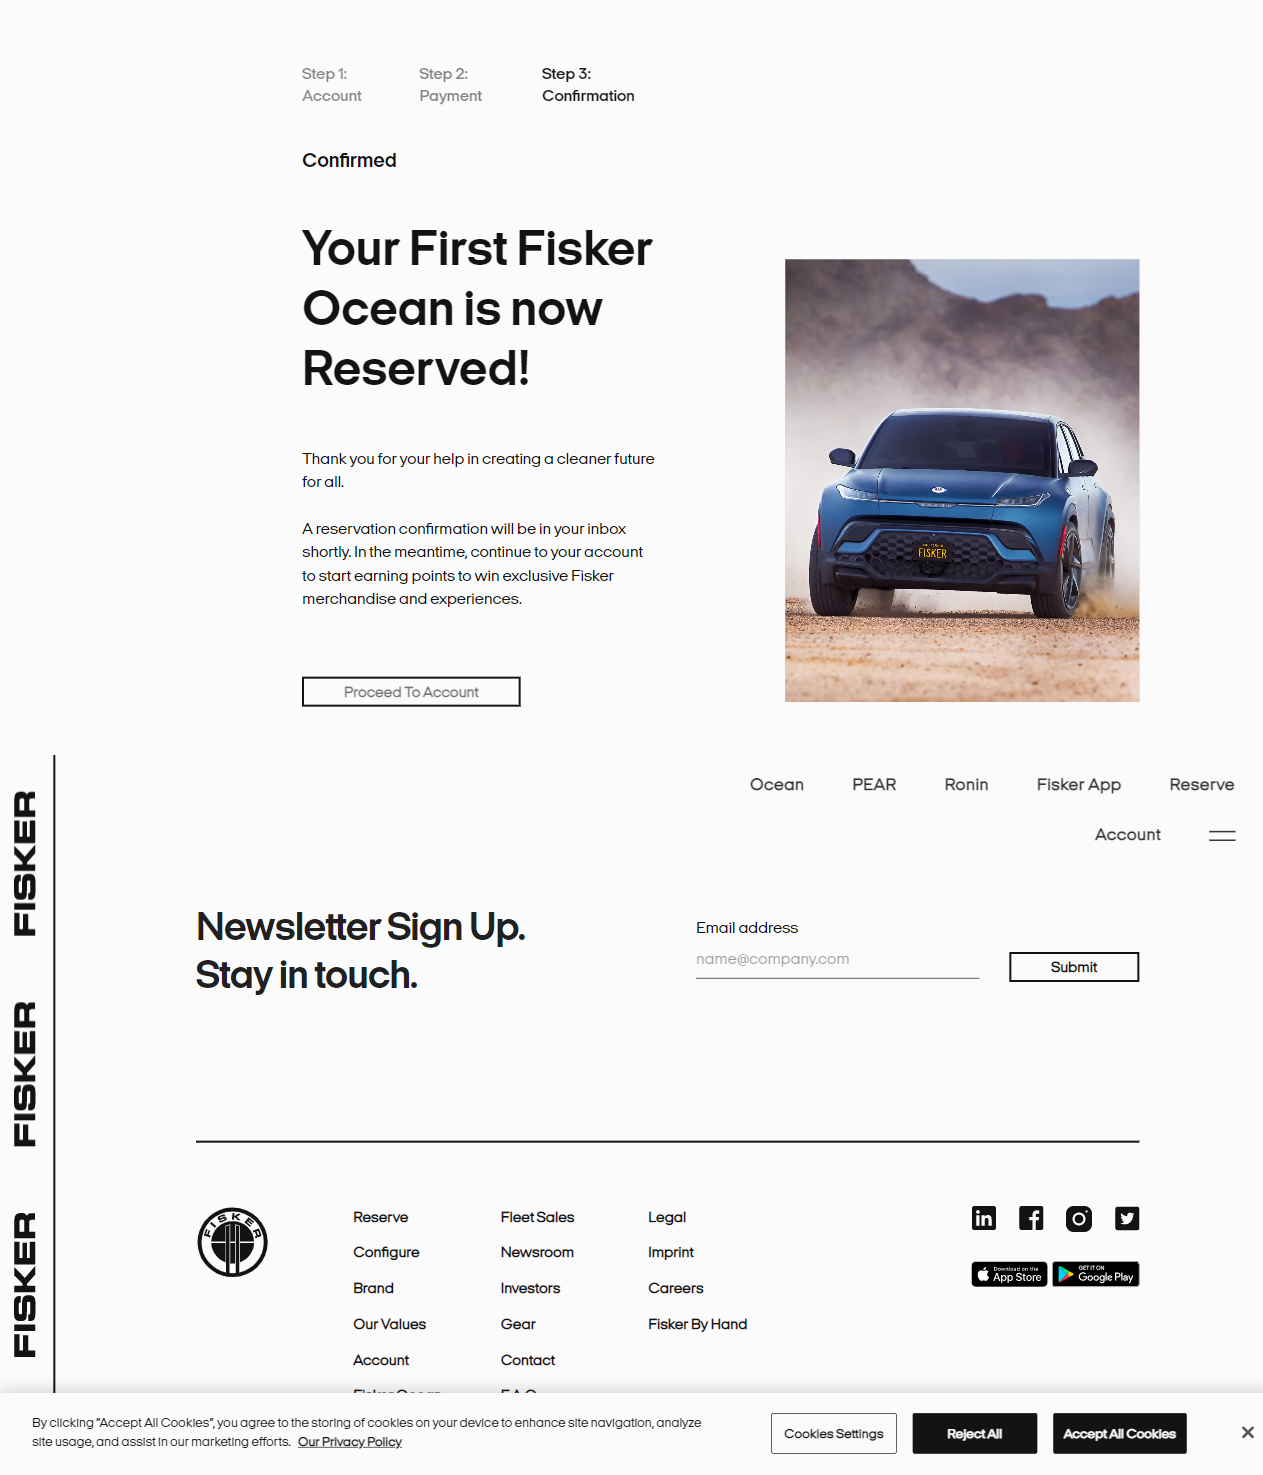 Step 1:
Account
Step 2:
Payment
Step 3:
Confirmation
Confirmed
Your First Fisker
Ocean is now
Reserved!
Thank you for your help in creating a cleaner future
for all.
A reservation confirmation will be in your inbox
shortly. In the meantime, continue to your account
to start earning points to win exclusive Fisker
merchandise and experiences.
Proceed To Account
FISKER
Ocean PEAR Ronin Fisker App Reserve
Account
FISKER
FISKER
FISKER
Newsletter Sign Up.
Stay in touch.
Email address
name@company.com
Submit
FISKER
Reserve
Configure
Brand
Our Values
Account
Fisker Ocean
Fleet Sales
Newsroom
Investors
Gear
Contact
Legal
Imprint
Careers
Fisker By Hand
in
Download on the
App Store
GET IT ON
Google Play
By clicking “Accept All Cookies”, you agree to the storing of cookies on your device to enhance site navigation, analyze
site usage, and assist in our marketing efforts. Our Privacy Policy
Cookies Settings
Reject All
Accept All Cookies